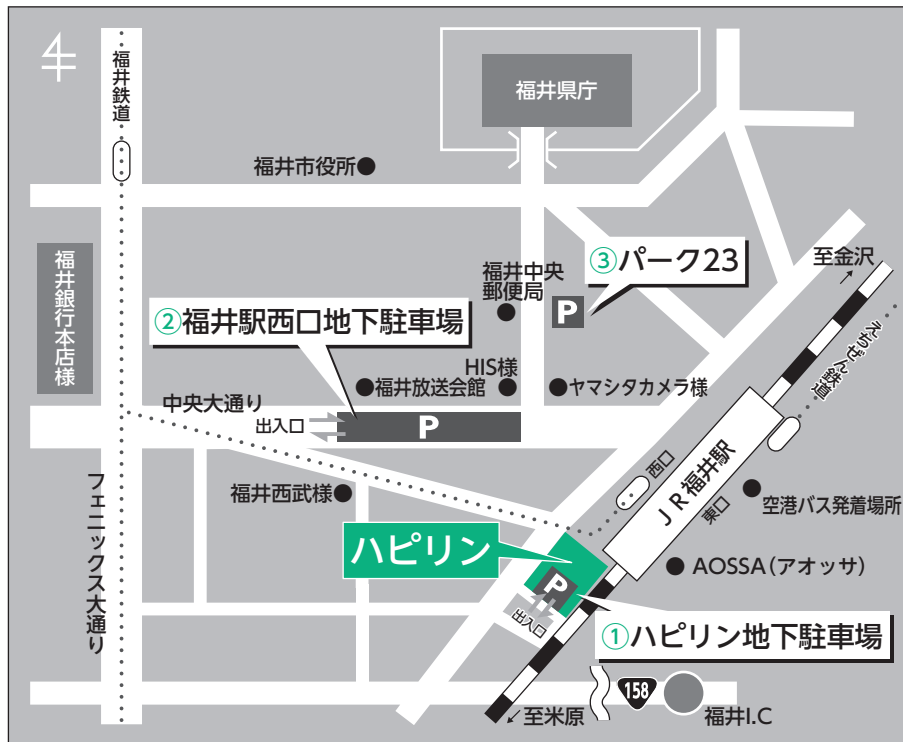 福井鉄道
福井県庁
福井市役所●
福井銀行本店様
③パーク23
至金沢
福井中央
郵便局
P
②福井駅西口地下駐車場
えちぜん鉄道
HIS様
●福井放送会館
●ヤマシタカメラ様
中央大通り
出入口
P
JR福井駅
西口
東口
福井西武様●
空港バス発着場所
フェニックス大通り
ハピリン
● AOSSA(アオッサ)
P
出入口
①ハピリン地下駐車場
158
至米原
福井I.C